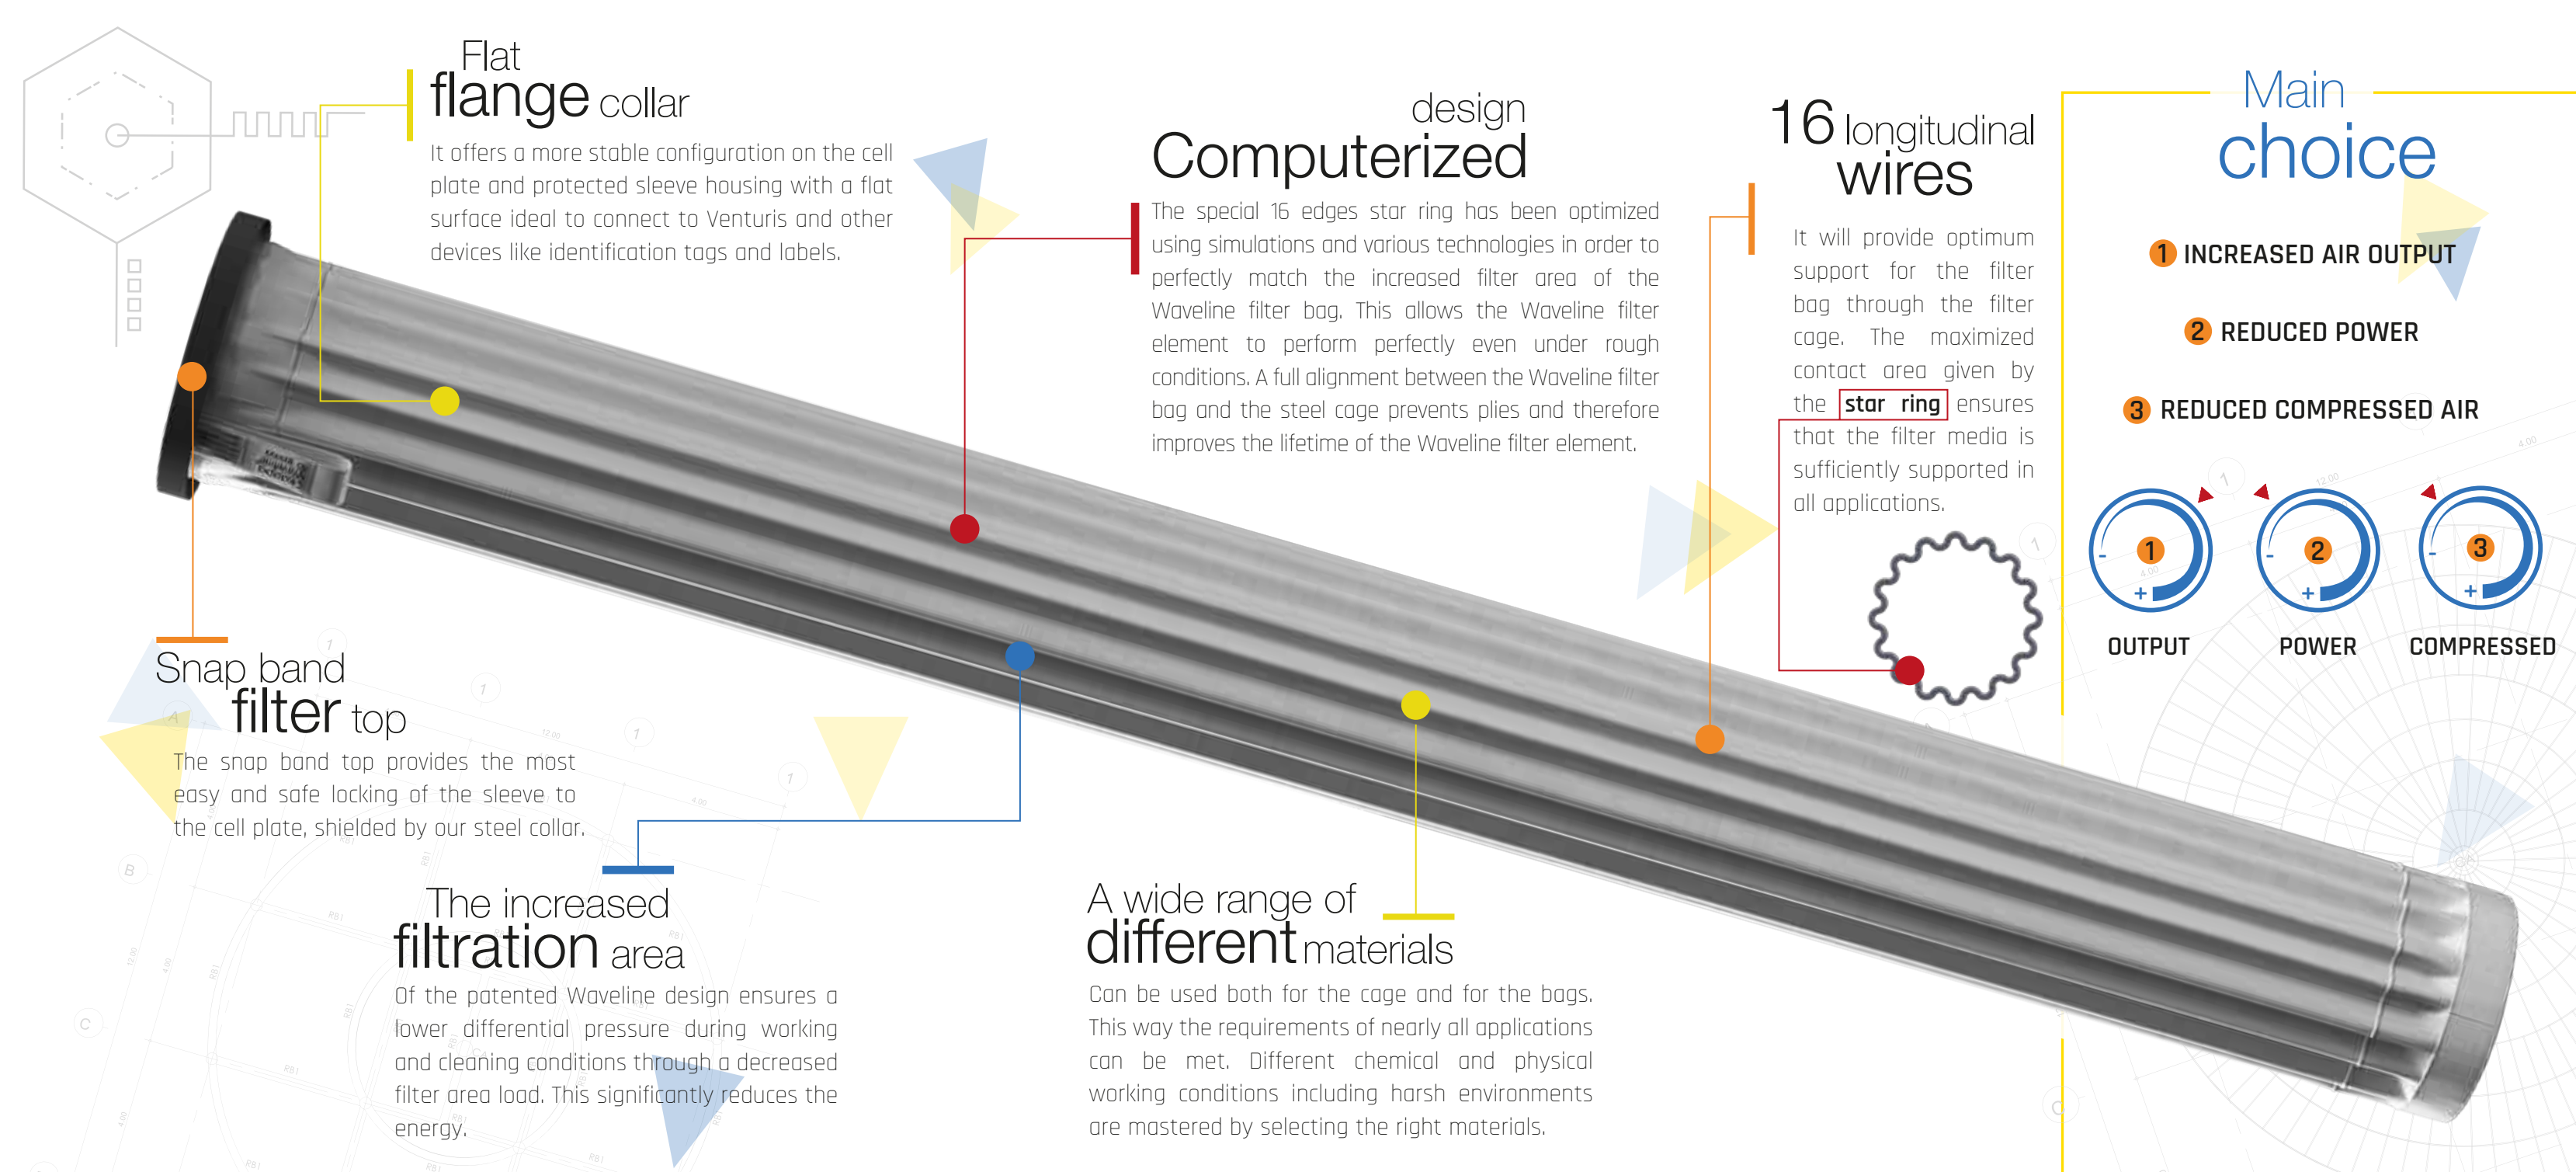 Flat
flange collar
It offers a more stable configuration on the cell
plate and protected sleeve housing with a flat
surface ideal to connect to Venturis and other
devices like identification tags and labels.
design
Computerized
The special 16 edges star ring has been optimized
using simulations and various technologies in order to
perfectly match the increased filter area of the
Waveline filter bag. This allows the Waveline filter
element to perform perfectly even under rough
conditions. A full alignment between the Waveline filter
bag and the steel cage prevents plies and therefore
improves the lifetime of the Waveline filter element.
16 longitudinal
wires
It will provide optimum
support for the filter
bag through the filter
cage. The maximized
contact area given by
the star ring ensures
that the filter media is
sufficiently supported in
all applications.
Main
choice
1 INCREASED AIR OUTPUT
2 REDUCED POWER
3 REDUCED COMPRESSED AIR
1 2 3
- - -
+ + +
OUTPUT POWER COMPRESSED
Snap band
filter top
The snap band top provides the most
easy and safe locking of the sleeve to
the cell plate, shielded by our steel collar.
The increased
filtration area
Of the patented Waveline design ensures a
lower differential pressure during working
and cleaning conditions through a decreased
filter area load. This significantly reduces the
energy.
A wide range of
different materials
Can be used both for the cage and for the bags.
This way the requirements of nearly all applications
can be met. Different chemical and physical
working conditions including harsh environments
are mastered by selecting the right materials.